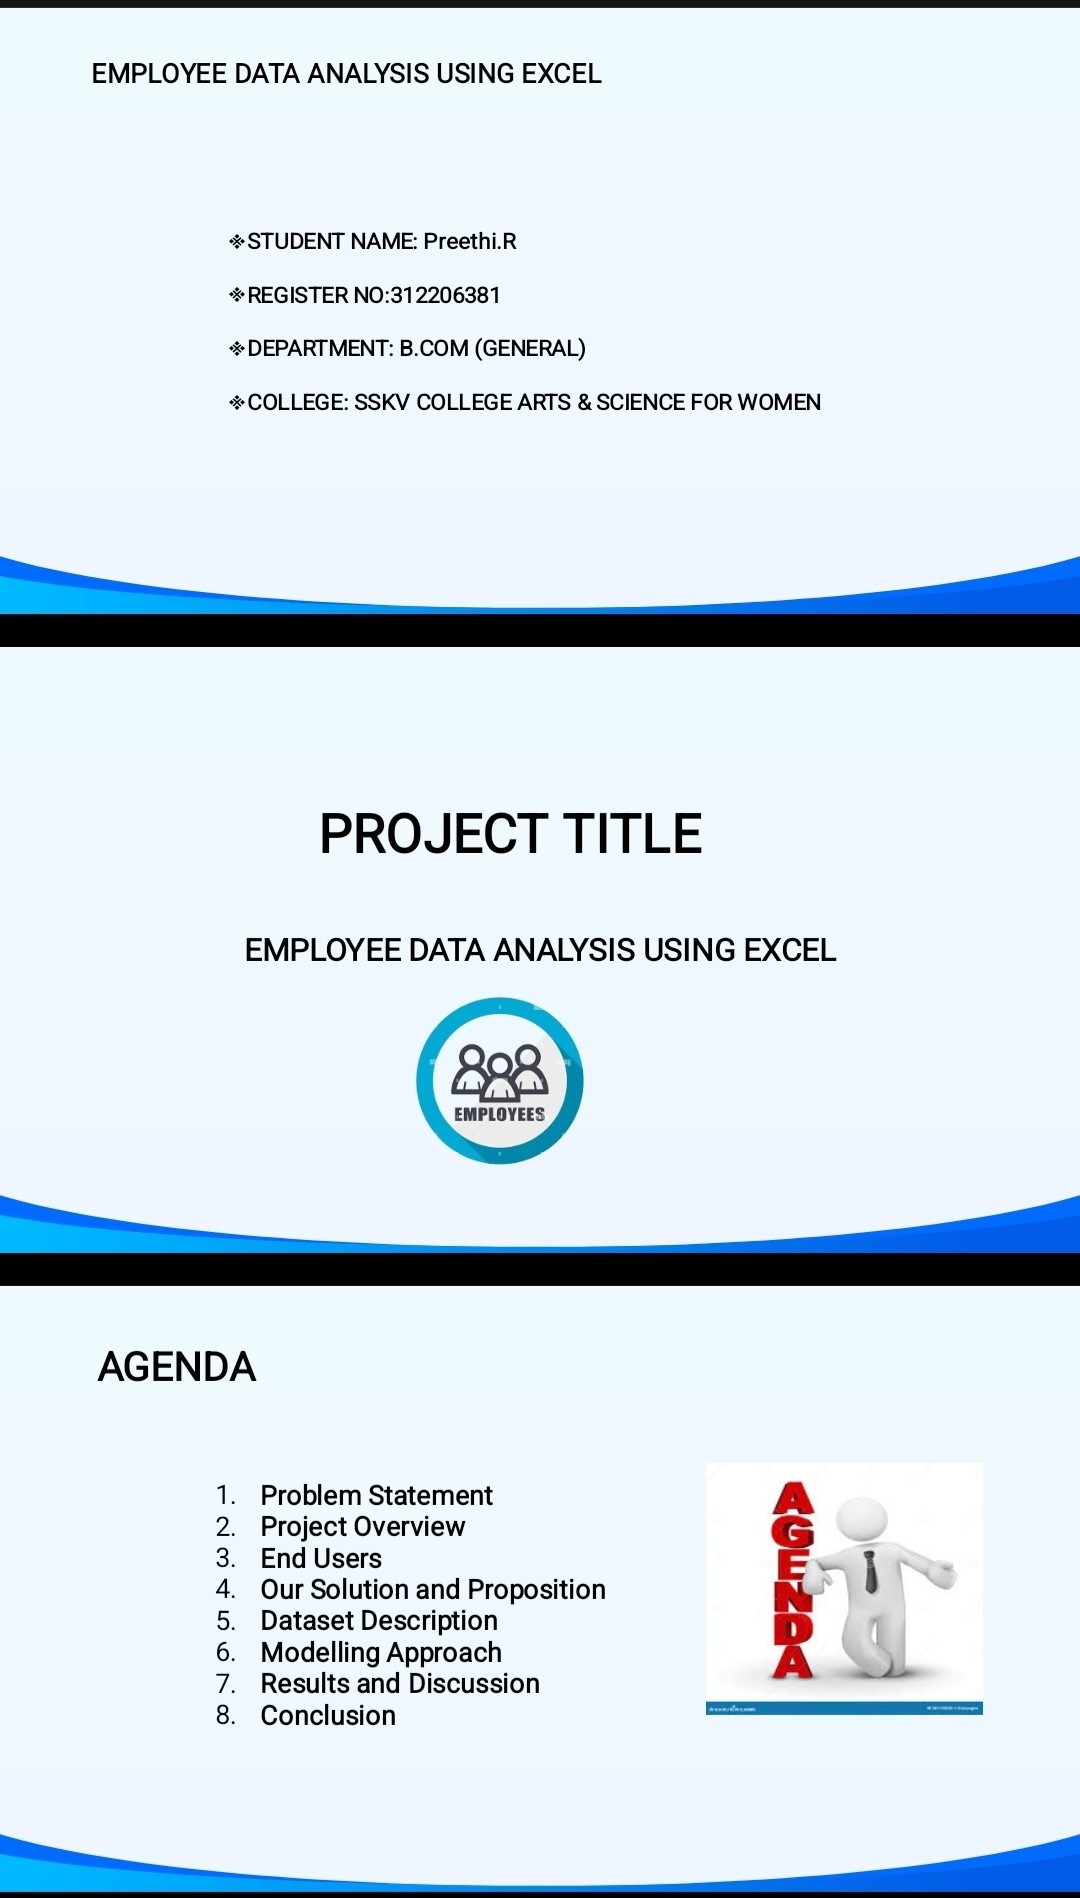 EMPLOYEE DATA ANALYSIS USING EXCEL
❖STUDENT NAME: Preethi.R
❖REGISTER NO:312206381
❖DEPARTMENT: B.COM (GENERAL)
❖COLLEGE: SSKV COLLEGE ARTS & SCIENCE FOR WOMEN
PROJECT TITLE
EMPLOYEE DATA ANALYSIS USING EXCEL
EMPLOYEES
AGENDA
1. Problem Statement
2. Project Overview
3. End Users
4. Our Solution and Proposition
5. Dataset Description
6. Modelling Approach
7. Results and Discussion
8. Conclusion
AGENDA